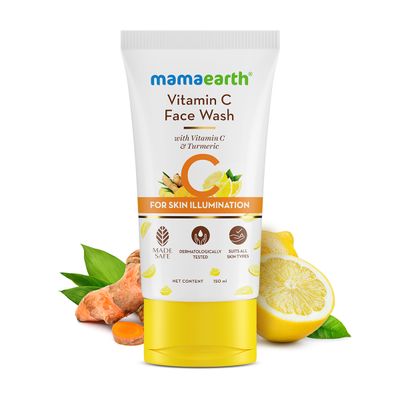 mamaearth®
Vitamin C
Face Wash
with Vitamin C
& Turmeric
C
FOR SKIN ILLUMINATION
MADE
SAFE
DERMATOLOGICALLY
TESTED
SUITS ALL
SKIN TYPES
NET CONTENT 150 ml